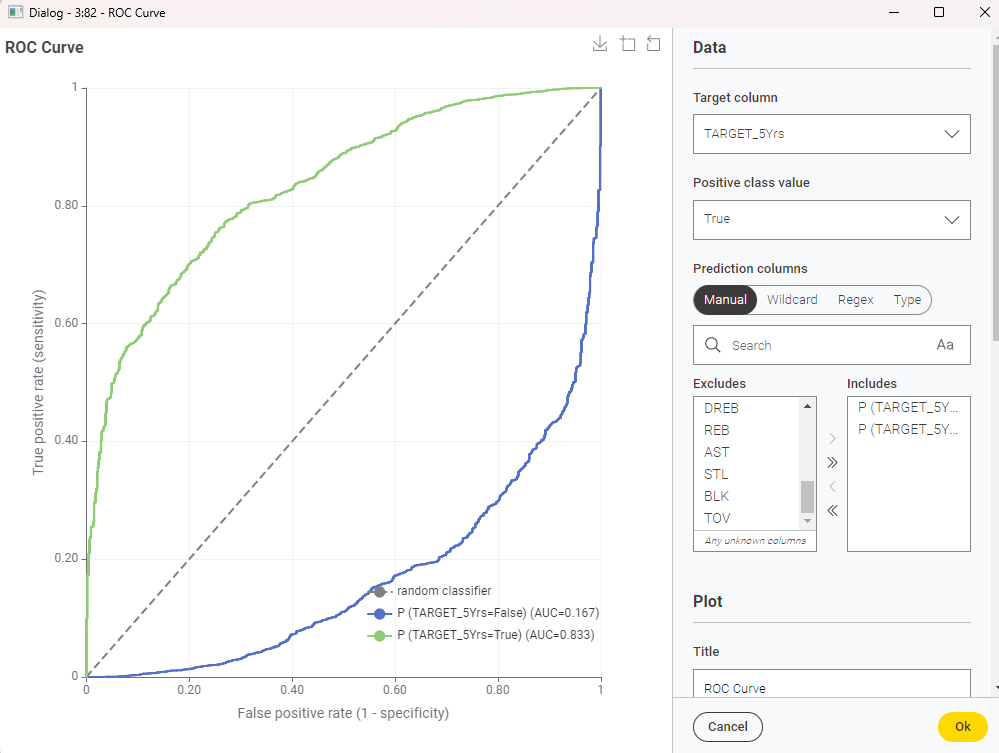 Dialog - 3:82 - ROC Curve
ROC Curve
1
0.80
0.60
0.40
0.20
0
0
0.20
0.40
0.60
0.80
1
True positive rate (sensitivity)
False positive rate (1 - specificity)
random classifier
P (TARGET_5Yrs=False) (AUC=0.167)
P (TARGET_5Yrs=True) (AUC=0.833)
Data
Target column
TARGET_5Yrs
Positive class value
True
Prediction columns
Manual Wildcard Regex Type
Search Aa
Excludes
DREB
REB
AST
STL
BLK
TOV
Any unknown columns
Includes
P (TARGET_5Y...
P (TARGET_5Y...
Plot
Title
ROC Curve
Cancel Ok